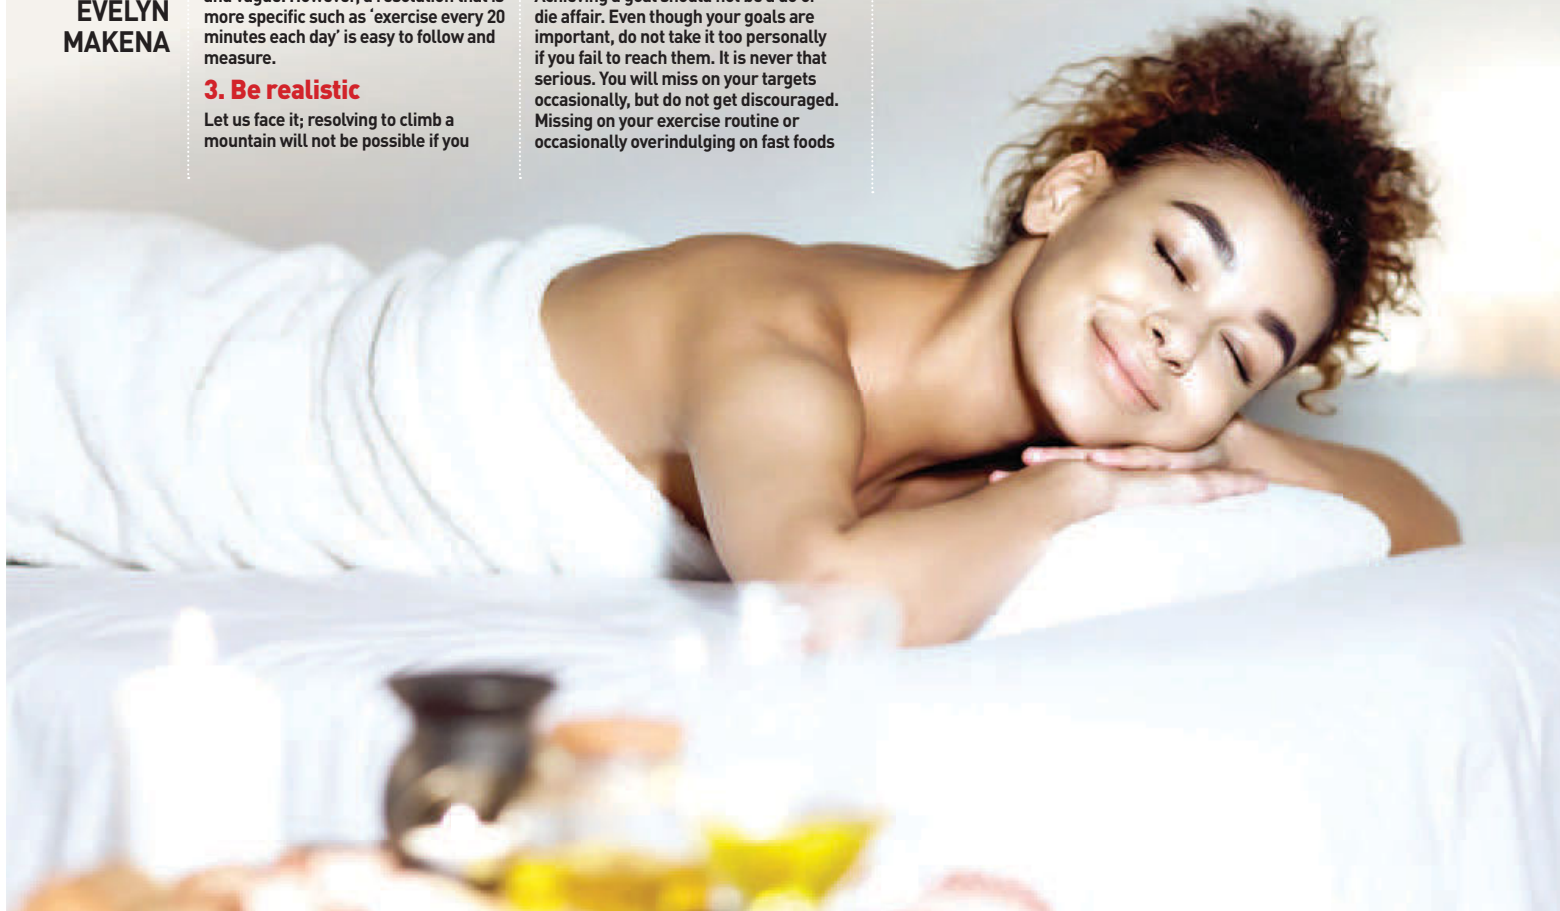 EVELYN
MAKENA
more specific such as ‘exercise every 20
minutes each day’ is easy to follow and
measure.
3. Be realistic
Let us face it; resolving to climb a
mountain will not be possible if you
die affair. Even though your goals are
important, do not take it too personally
if you fail to reach them. It is never that
serious. You will miss on your targets
occasionally, but do not get discouraged.
Missing on your exercise routine or
occasionally overindulging on fast foods